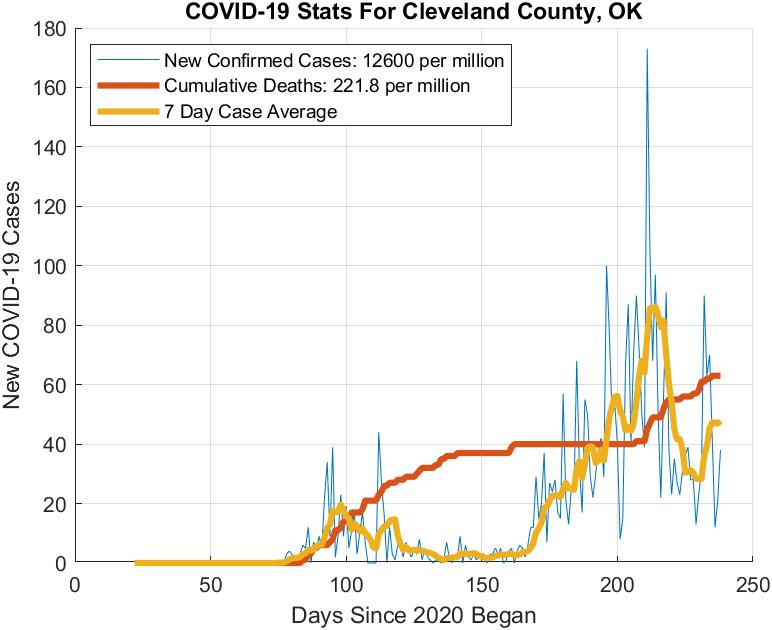 COVID-19 Stats For Cleveland County, OK
180
160
140
120
100
80
60
40
20
0
New COVID-19 Cases
New Confirmed Cases: 12600 per million
Cumulative Deaths: 221.8 per million
7 Day Case Average
0 50 100 150 200 250
Days Since 2020 Began